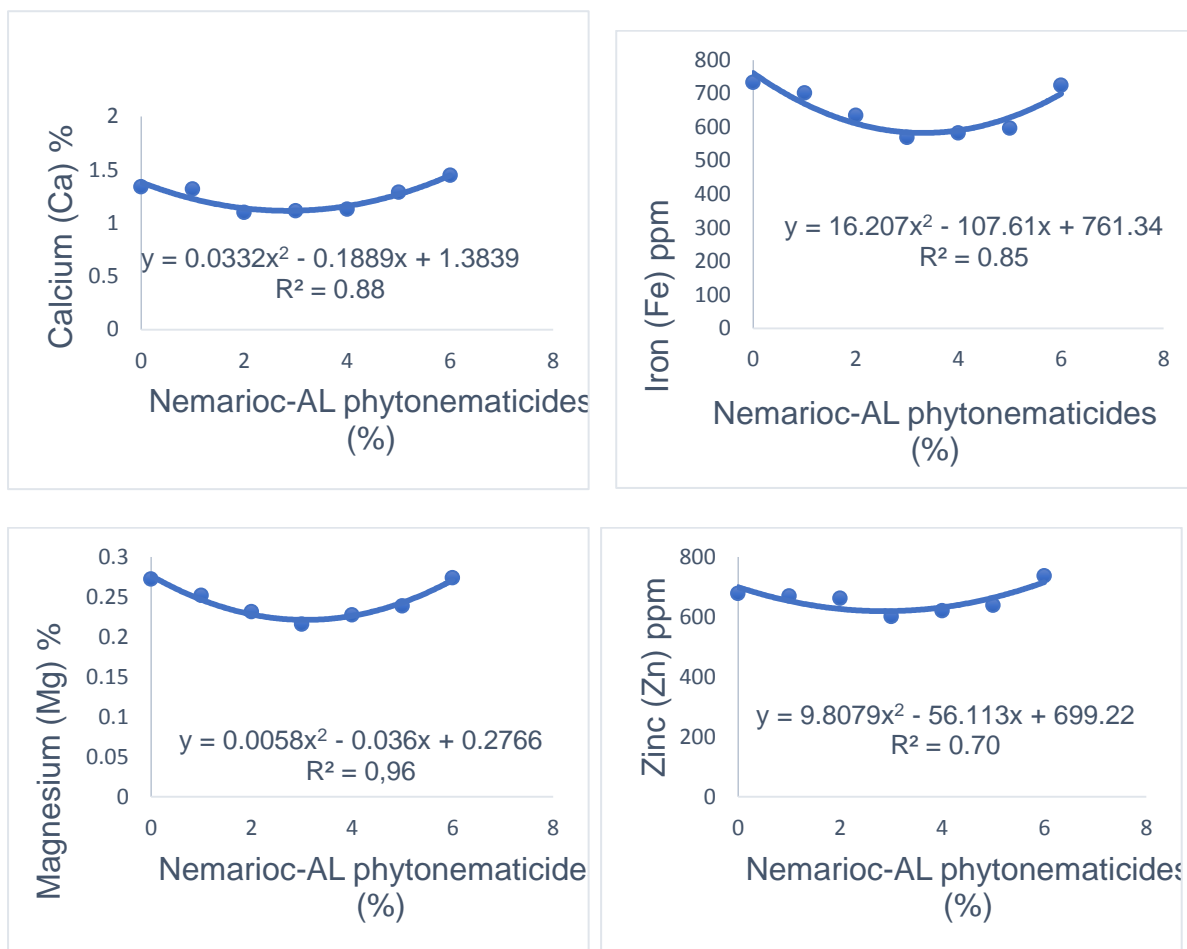 Calcium (Ca) %
2
1.5
1
0.5
0
y = 0.0332x² - 0.1889x + 1.3839
R² = 0.88
0 2 4 6 8
Nemarioc-AL phytonematicides
(%)
Iron (Fe) ppm
800
700
600
500
400
300
200
100
0
y = 16.207x² - 107.61x + 761.34
R² = 0.85
0 2 4 6 8
Nemarioc-AL phytonematicides
(%)
Magnesium (Mg) %
0.3
0.25
0.2
0.15
0.1
0.05
0
y = 0.0058x² - 0.036x + 0.2766
R² = 0,96
0 2 4 6 8
Nemarioc-AL phytonematicide
(%)
Zinc (Zn) ppm
800
600
400
200
0
y = 9.8079x² - 56.113x + 699.22
R² = 0.70
0 2 4 6 8
Nemarioc-AL phytonematicides
(%)